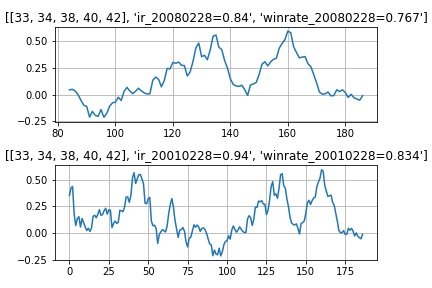 [[33, 34, 38, 40, 42], 'ir_20080228=0.84', 'winrate_20080228=0.767']
0.50
0.25
0.00
−0.25
80 100 120 140 160 180
[[33, 34, 38, 40, 42], 'ir_20010228=0.94', 'winrate_20010228=0.834']
0.50
0.25
0.00
−0.25
0 25 50 75 100 125 150 175